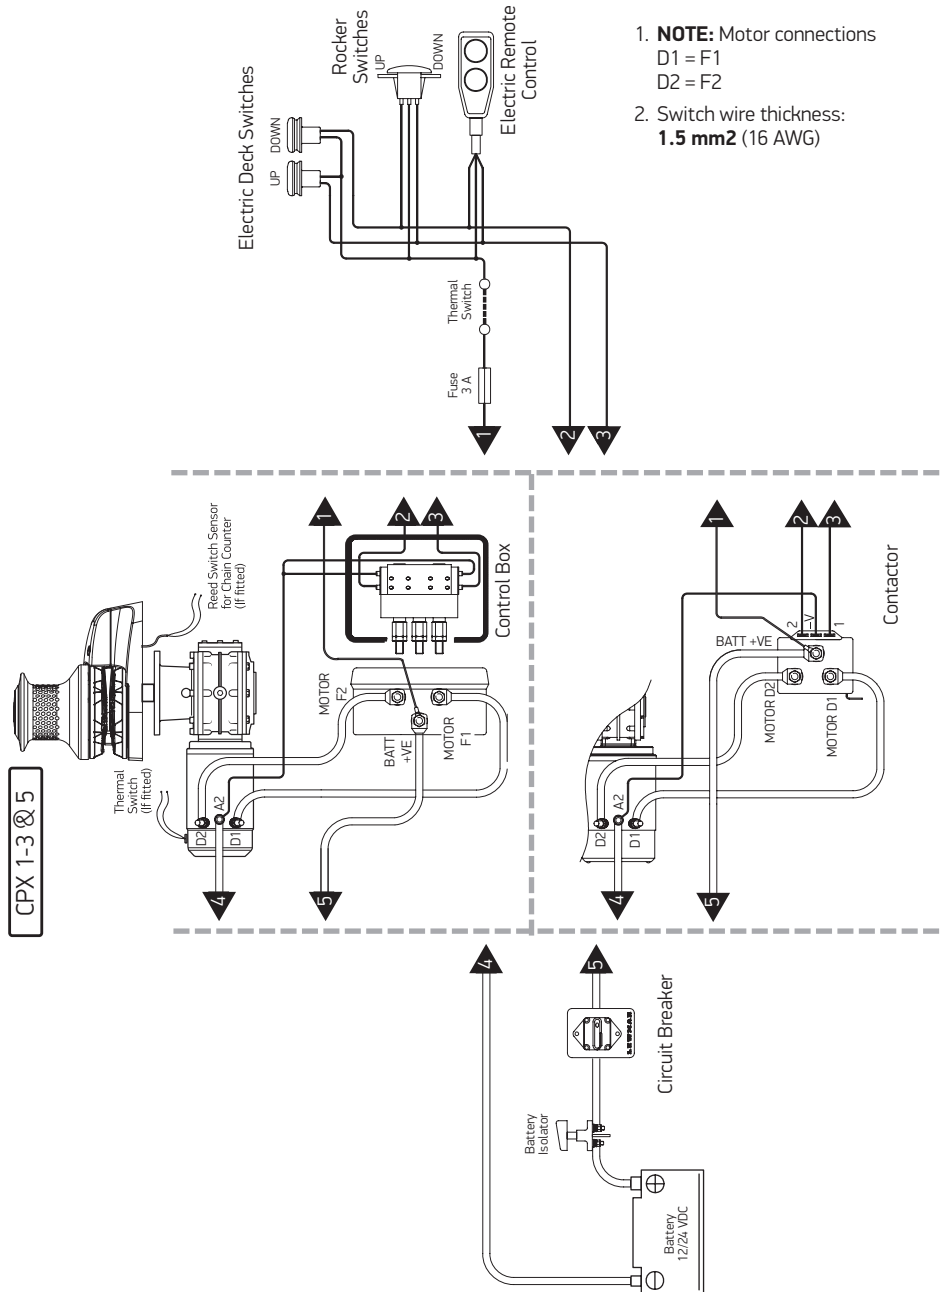 CPX 1-3 & 5
1. NOTE: Motor connections
D1 = F1
D2 = F2
2. Switch wire thickness:
1.5 mm2 (16 AWG)
Electric Deck Switches
UP
DOWN
Rocker
Switches
UP
DOWN
Electric Remote
Control
Thermal
Switch
Fuse
3 A
1
2
3
Reed Switch Sensor
for Chain Counter
(If fitted)
Thermal
Switch
(If fitted)
D2
A2
D1
4
5
MOTOR
F2
BATT
+VE
MOTOR
F1
1
2
3
Control Box
D2
A2
D1
4
5
BATT +VE
MOTOR D2
MOTOR D1
2
-V
1
1
2
3
Contactor
4
5
LEWMAR
Circuit Breaker
Battery
Isolator
Battery
12/24 VDC